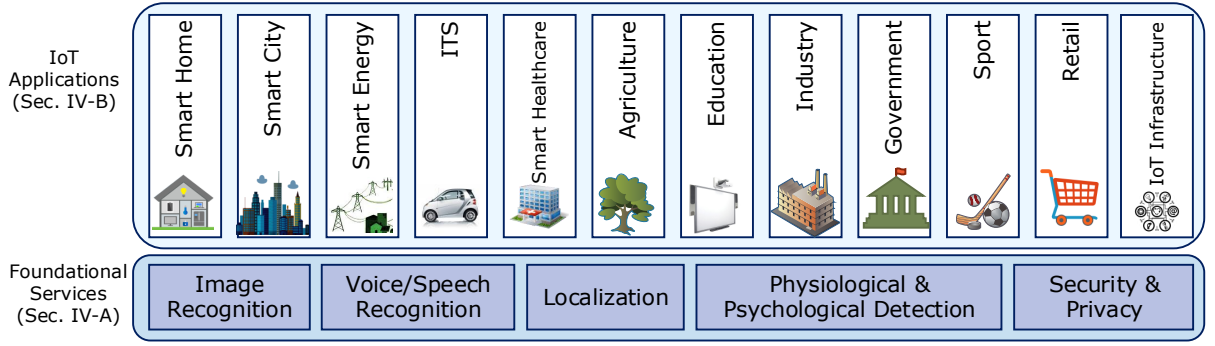 IoT
Applications
(Sec. IV-B)
Smart Home
Smart City
Smart Energy
ITS
Smart Healthcare
Agriculture
Education
Industry
Government
Sport
Retail
IoT Infrastructure
Foundational
Services
(Sec. IV-A)
Image
Recognition
Voice/Speech
Recognition
Localization
Physiological &
Psychological Detection
Security &
Privacy